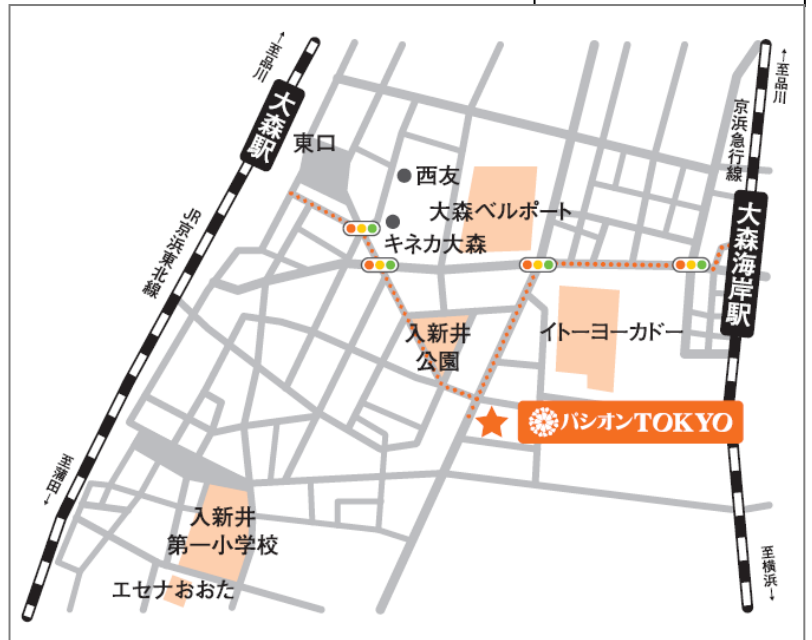 ←至品川
大森駅
東口
西友
大森ベルポート
キネカ大森
JR京浜東北線
←至品川
京浜急行線
大森海岸駅
入新井
公園
イトーヨーカドー
パシオンTOKYO
至蒲田→
入新井
第一小学校
エセナおおた
至横浜→